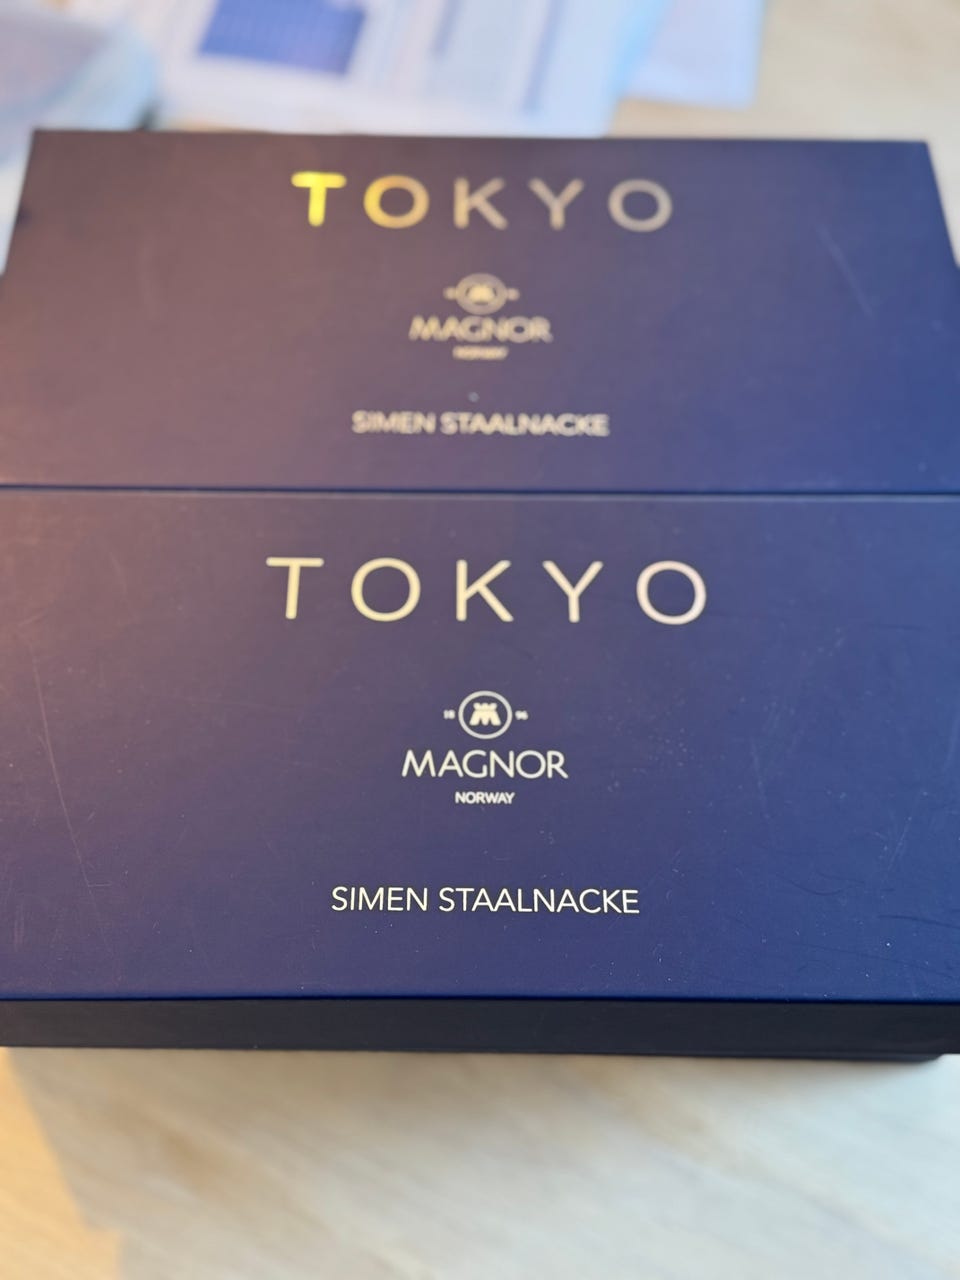 TOKYO
MAGNOR
NORWAY
SIMEN STAALNACKE
TOKYO
18 96
MAGNOR
NORWAY
SIMEN STAALNACKE